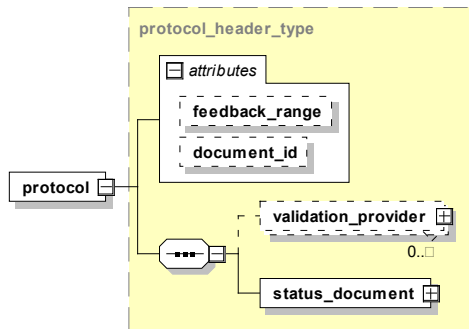 protocol_header_type
attributes
feedback_range
document_id
protocol
validation_provider
0..□
status_document